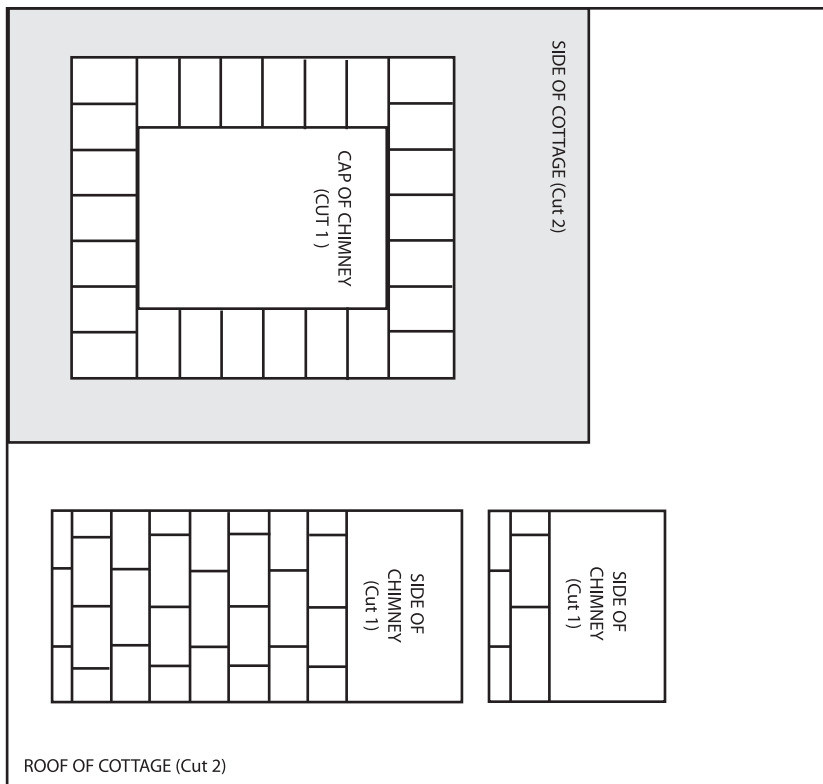 SIDE OF COTTAGE (Cut 2)
CAP OF CHIMNEY
(CUT 1 )
SIDE OF
CHIMNEY
(Cut 1)
SIDE OF
CHIMNEY
(Cut 1)
ROOF OF COTTAGE (Cut 2)